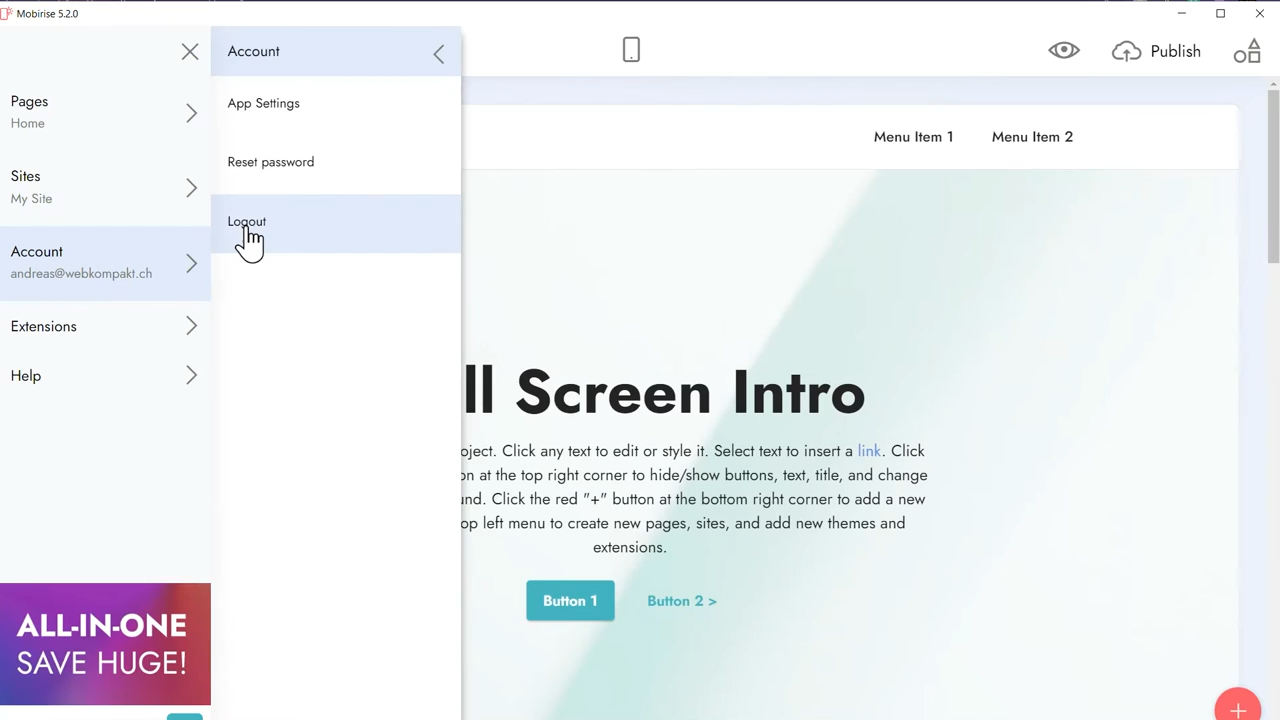 Mobirise 5.2.0
Account
App Settings
Reset password
Logout
Pages
Home
Sites
My Site
Account
andreas@webkompakt.ch
Extensions
Help
ALL-IN-ONE
SAVE HUGE!
Publish
Menu Item 1 Menu Item 2
ll Screen Intro
oject. Click any text to edit or style it. Select text to insert a link. Click
on at the top right corner to hide/show buttons, text, title, and change
und. Click the red "+" button at the bottom right corner to add a new
op left menu to create new pages, sites, and add new themes and
extensions.
Button 1 Button 2 >